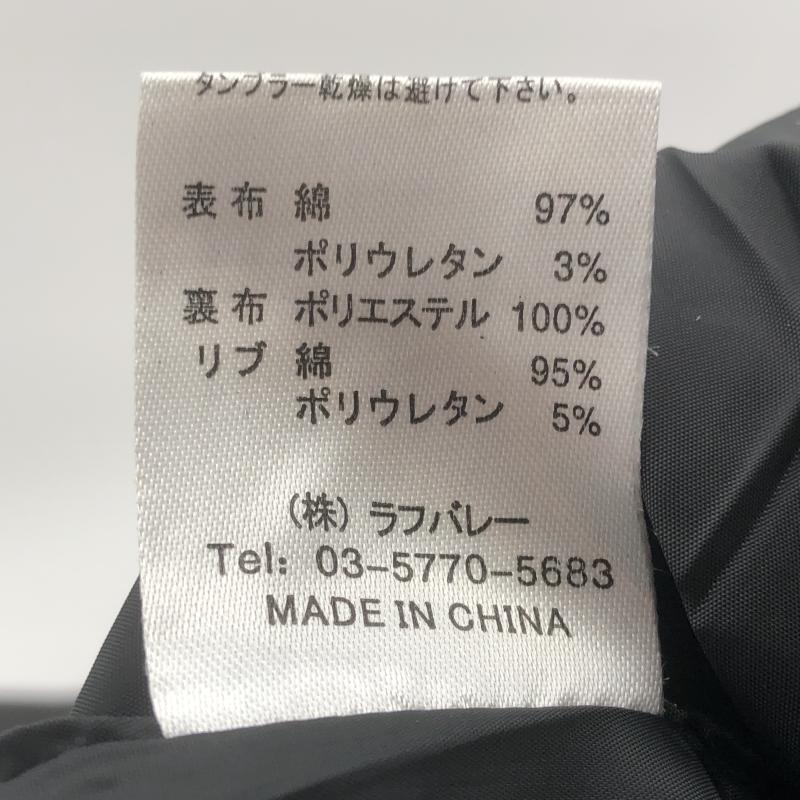 タンブラー乾燥は避けて下さい。
表布 綿 97%
ポリウレタン 3%
裏布 ポリエステル 100%
リブ 綿 95%
ポリウレタン 5%
(株) ラフバレー
Tel: 03-5770-5683
MADE IN CHINA